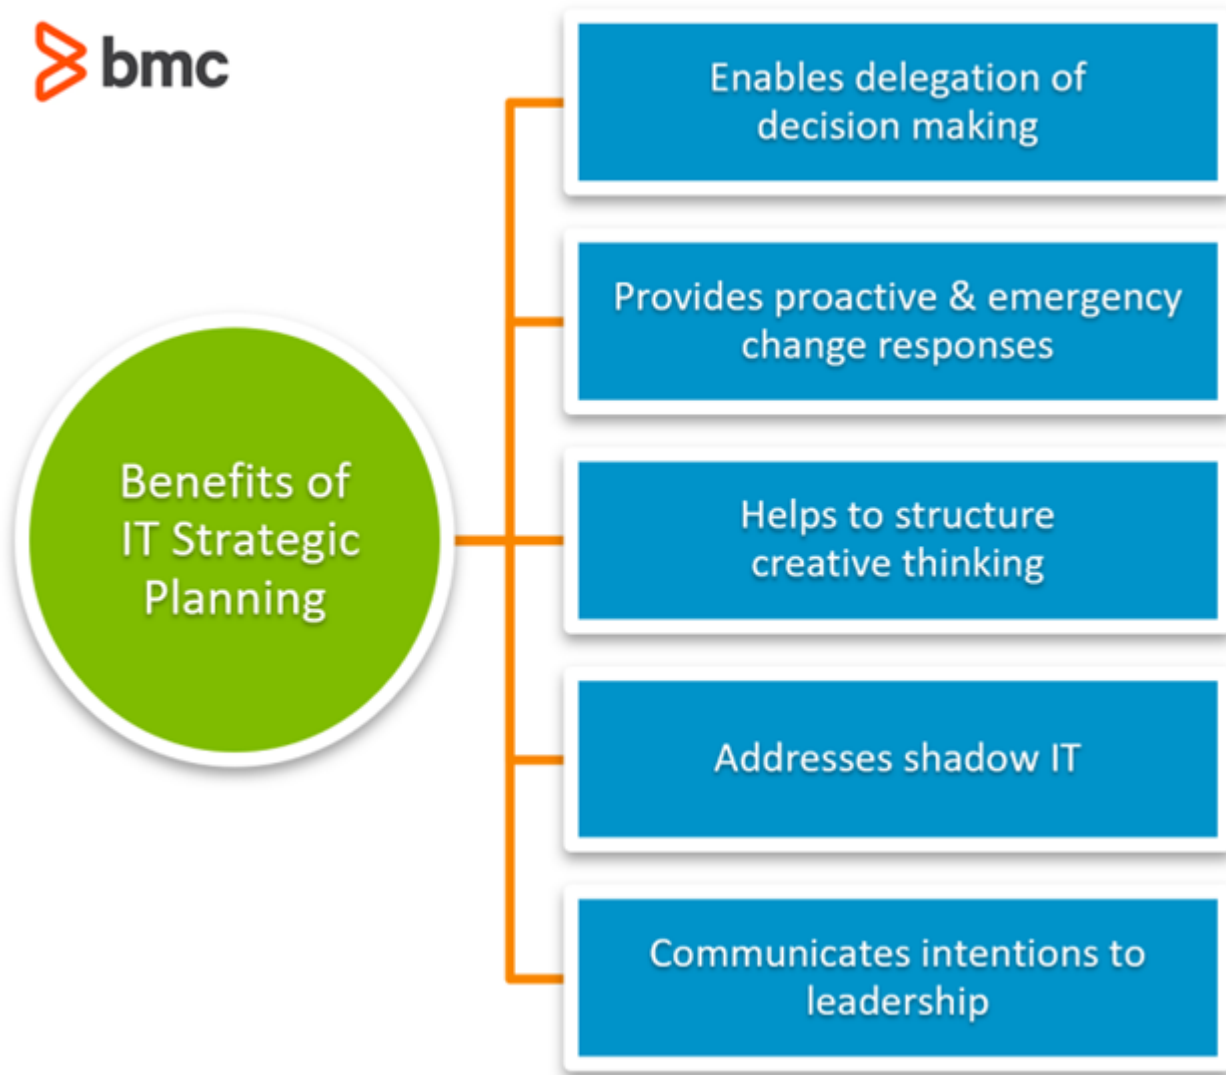 bmc
Enables delegation of
decision making
Provides proactive & emergency
change responses
Benefits of
IT Strategic
Planning
Helps to structure
creative thinking
Addresses shadow IT
Communicates intentions to
leadership